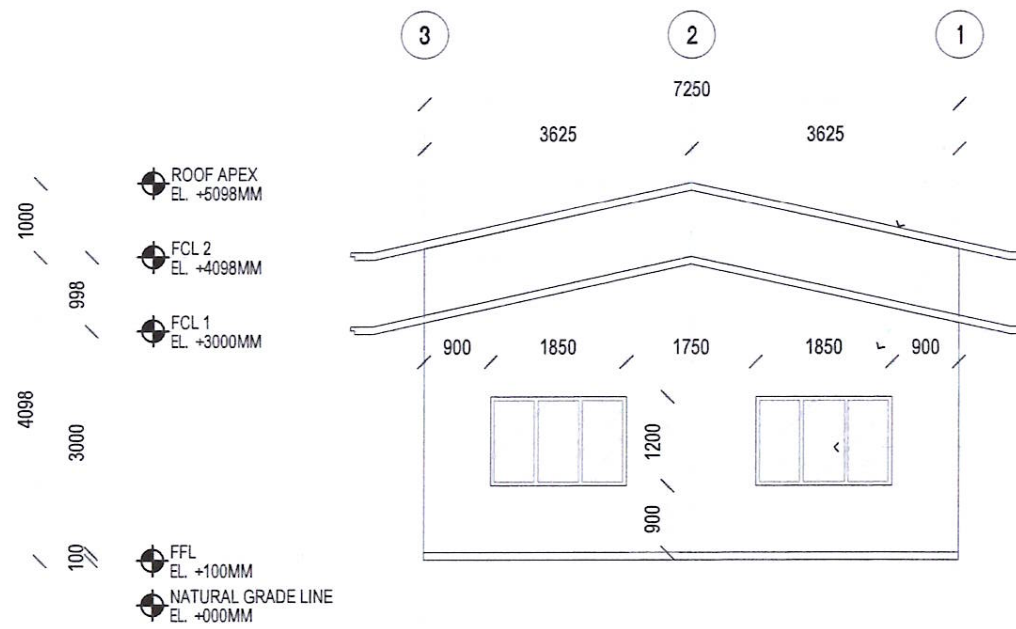 3
2
1
7250
3625
3625
ROOF APEX
EL. +5098MM
1000
FCL 2
EL. +4098MM
998
FCL 1
EL. +3000MM
900
1850
1750
1850
900
4098
3000
1200
900
100
FFL
EL. +100MM
NATURAL GRADE LINE
EL. +000MM